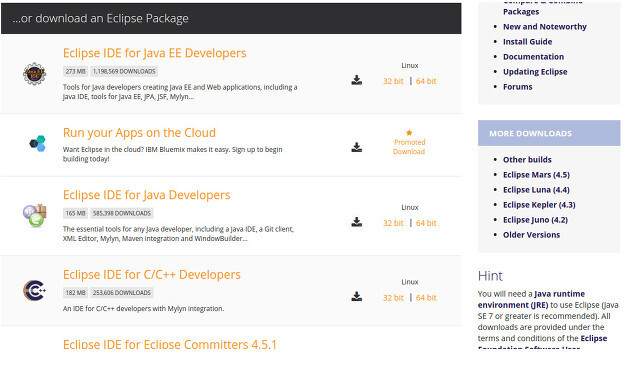 ...or download an Eclipse Package
Eclipse IDE for Java EE Developers
273 MB 1,198,569 DOWNLOADS
Tools for Java developers creating Java EE and Web applications, including a
Java IDE, tools for Java EE, JPA, JSF, Mylyn...
Linux
32 bit | 64 bit
Run your Apps on the Cloud
Want Eclipse in the cloud? IBM Bluemix makes it easy. Sign up to begin
building today!
Promoted
Download
Eclipse IDE for Java Developers
165 MB 585,398 DOWNLOADS
The essential tools for any Java developer, including a Java IDE, a Git client,
XML Editor, Mylyn, Maven integration and WindowBuilder...
Linux
32 bit | 64 bit
Eclipse IDE for C/C++ Developers
182 MB 253,606 DOWNLOADS
An IDE for C/C++ developers with Mylyn integration.
Linux
32 bit | 64 bit
Eclipse IDE for Eclipse Committers 4.5.1
Compare & Combine
Packages
New and Noteworthy
Install Guide
Documentation
Updating Eclipse
Forums
MORE DOWNLOADS
Other builds
Eclipse Mars (4.5)
Eclipse Luna (4.4)
Eclipse Kepler (4.3)
Eclipse Juno (4.2)
Older Versions
Hint
You will need a Java runtime
environment (JRE) to use Eclipse (Java
SE 7 or greater is recommended). All
downloads are provided under the
terms and conditions of the Eclipse
Foundation Software User